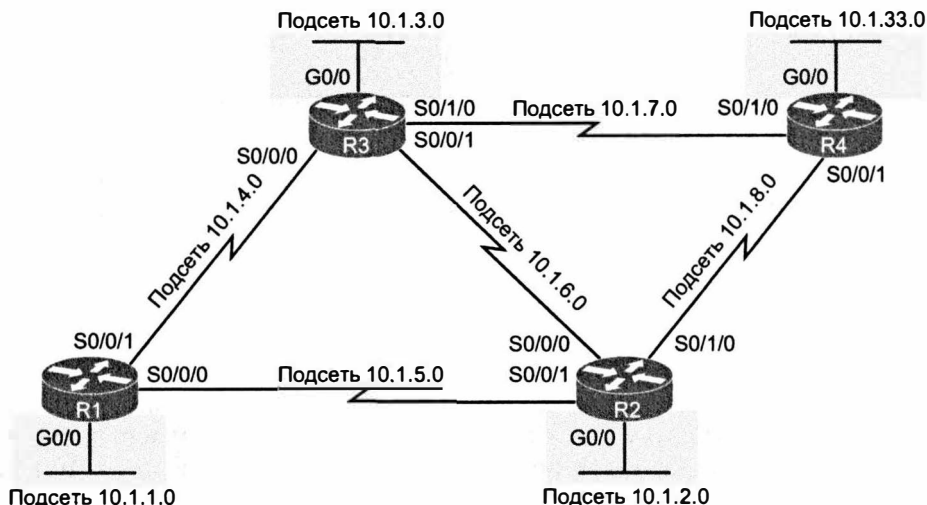 Подсеть 10.1.3.0
Подсеть 10.1.33.0
G0/0
G0/0
S0/1/0
Подсеть 10.1.7.0
S0/1/0
R3
S0/0/1
R4
S0/0/0
S0/0/1
Подсеть 10.1.4.0
Подсеть 10.1.6.0
Подсеть 10.1.8.0
S0/0/1
S0/0/0
S0/1/0
S0/0/0
Подсеть 10.1.5.0
S0/0/1
R1
R2
G0/0
G0/0
Подсеть 10.1.1.0
Подсеть 10.1.2.0